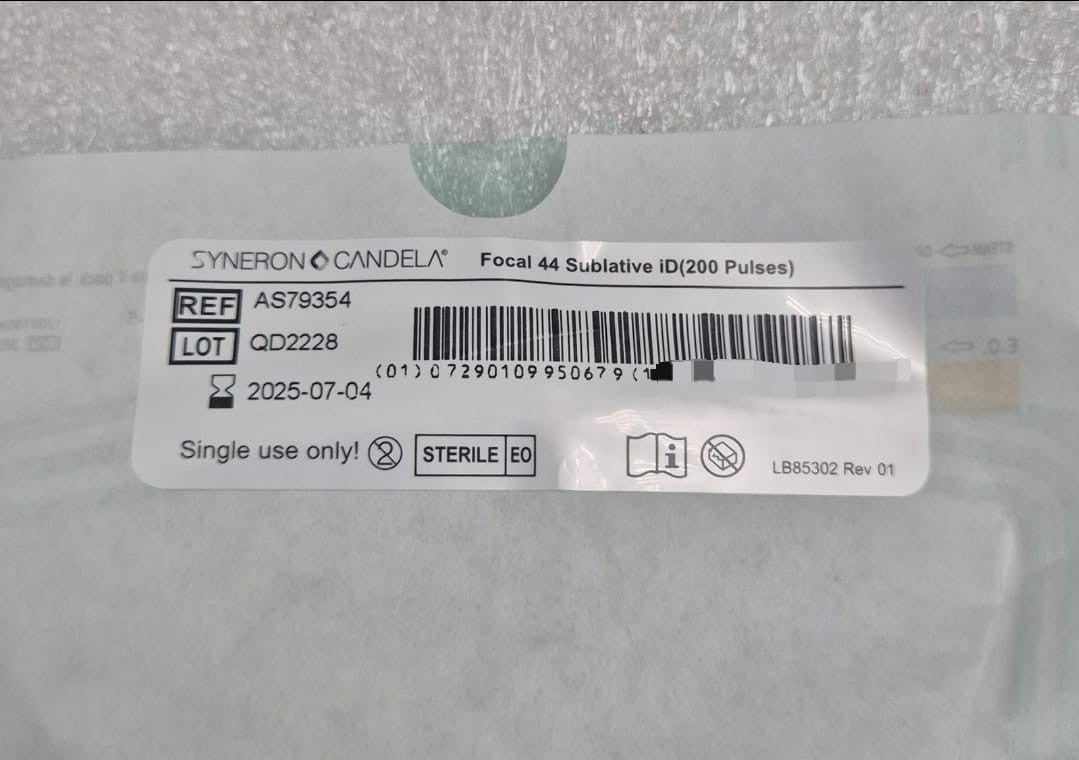 SYNERON CANDELA® Focal 44 Sublative iD(200 Pulses)
REF AS79354
LOT QD2228
(01)07290109950679(1
2025-07-04
Single use only! 2 STERILE EO i
LB85302 Rev 01
E.O.